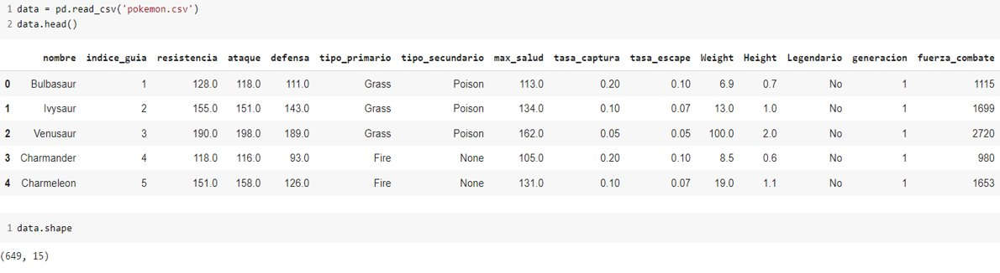 1 data = pd.read_csv('pokemon.csv')
2 data.head()
nombre indice_guia resistencia ataque defensa tipo_primario tipo_secundario max_salud tasa_captura tasa_escape Weight Height Legendario generacion fuerza_combate
0 Bulbasaur 1 128.0 118.0 111.0 Grass Poison 113.0 0.20 0.10 6.9 0.7 No 1 1115
1 Ivysaur 2 155.0 151.0 143.0 Grass Poison 134.0 0.10 0.07 13.0 1.0 No 1 1699
2 Venusaur 3 190.0 198.0 189.0 Grass Poison 162.0 0.05 0.05 100.0 2.0 No 1 2720
3 Charmander 4 118.0 116.0 93.0 Fire None 105.0 0.20 0.10 8.5 0.6 No 1 980
4 Charmeleon 5 151.0 158.0 126.0 Fire None 131.0 0.10 0.07 19.0 1.1 No 1 1653
1 data.shape
(649, 15)